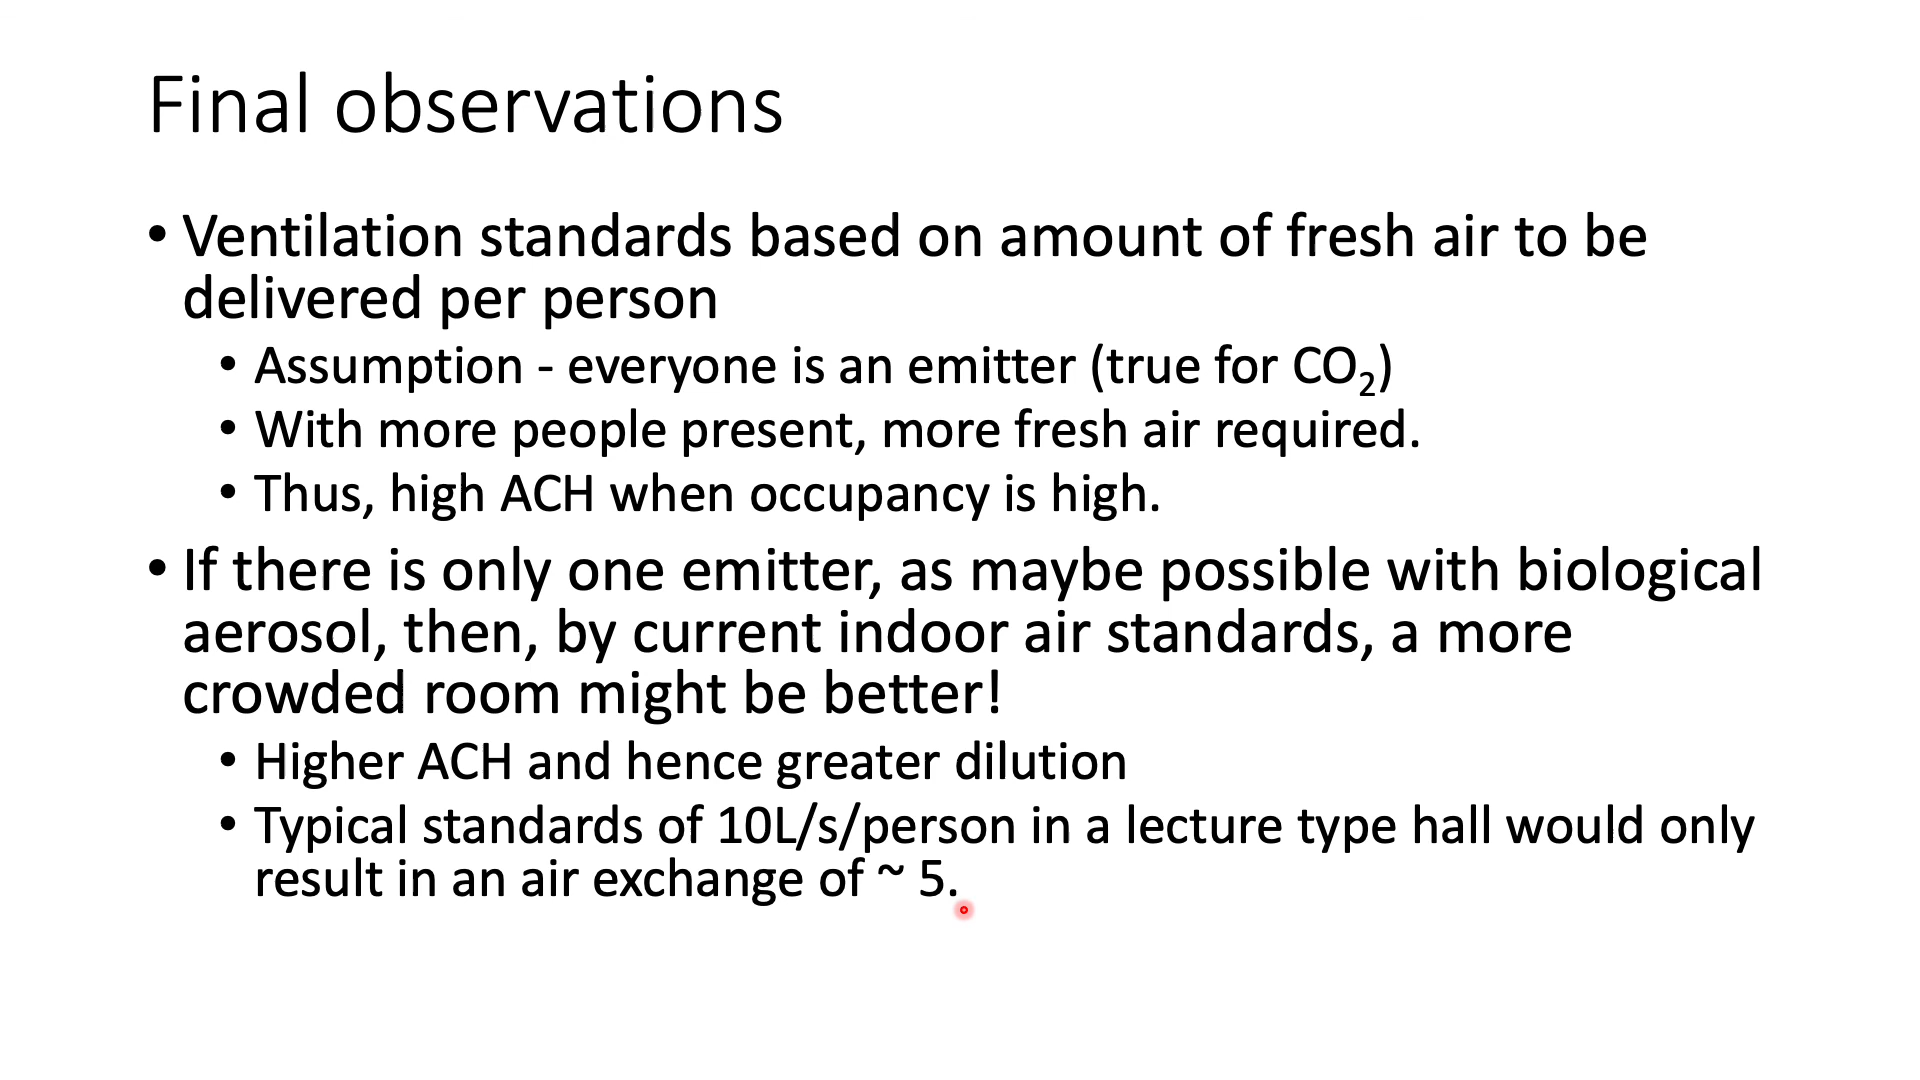 Final observations
• Ventilation standards based on amount of fresh air to be
delivered per person
• Assumption - everyone is an emitter (true for CO₂)
• With more people present, more fresh air required.
• Thus, high ACH when occupancy is high.
• If there is only one emitter, as maybe possible with biological
aerosol, then, by current indoor air standards, a more
crowded room might be better!
• Higher ACH and hence greater dilution
• Typical standards of 10L/s/person in a lecture type hall would only
result in an air exchange of ~ 5.